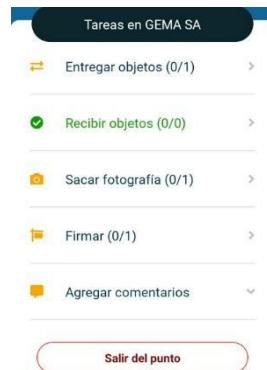 Tareas en GEMA SA
Entregar objetos (0/1)
Recibir objetos (0/0)
Sacar fotografía (0/1)
Firmar (0/1)
Agregar comentarios
Salir del punto